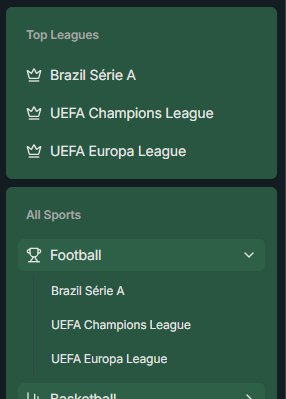 Top Leagues
Brazil Série A
UEFA Champions League
UEFA Europa League
All Sports
Football
Brazil Série A
UEFA Champions League
UEFA Europa League
Basketball